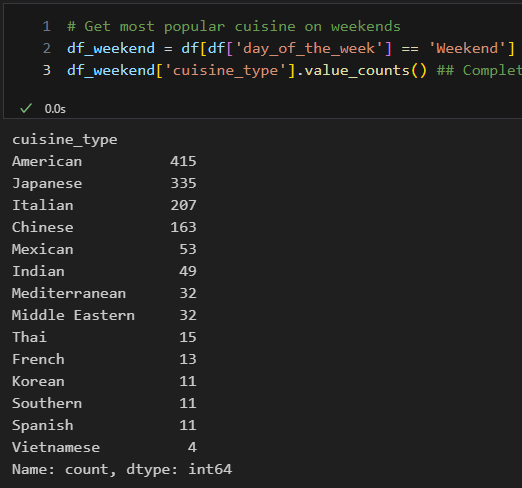 1 # Get most popular cuisine on weekends
2 df_weekend = df[df['day_of_the_week'] == 'Weekend']
3 df_weekend['cuisine_type'].value_counts() ## Complet
0.0s
cuisine_type
American 415
Japanese 335
Italian 207
Chinese 163
Mexican 53
Indian 49
Mediterranean 32
Middle Eastern 32
Thai 15
French 13
Korean 11
Southern 11
Spanish 11
Vietnamese 4
Name: count, dtype: int64